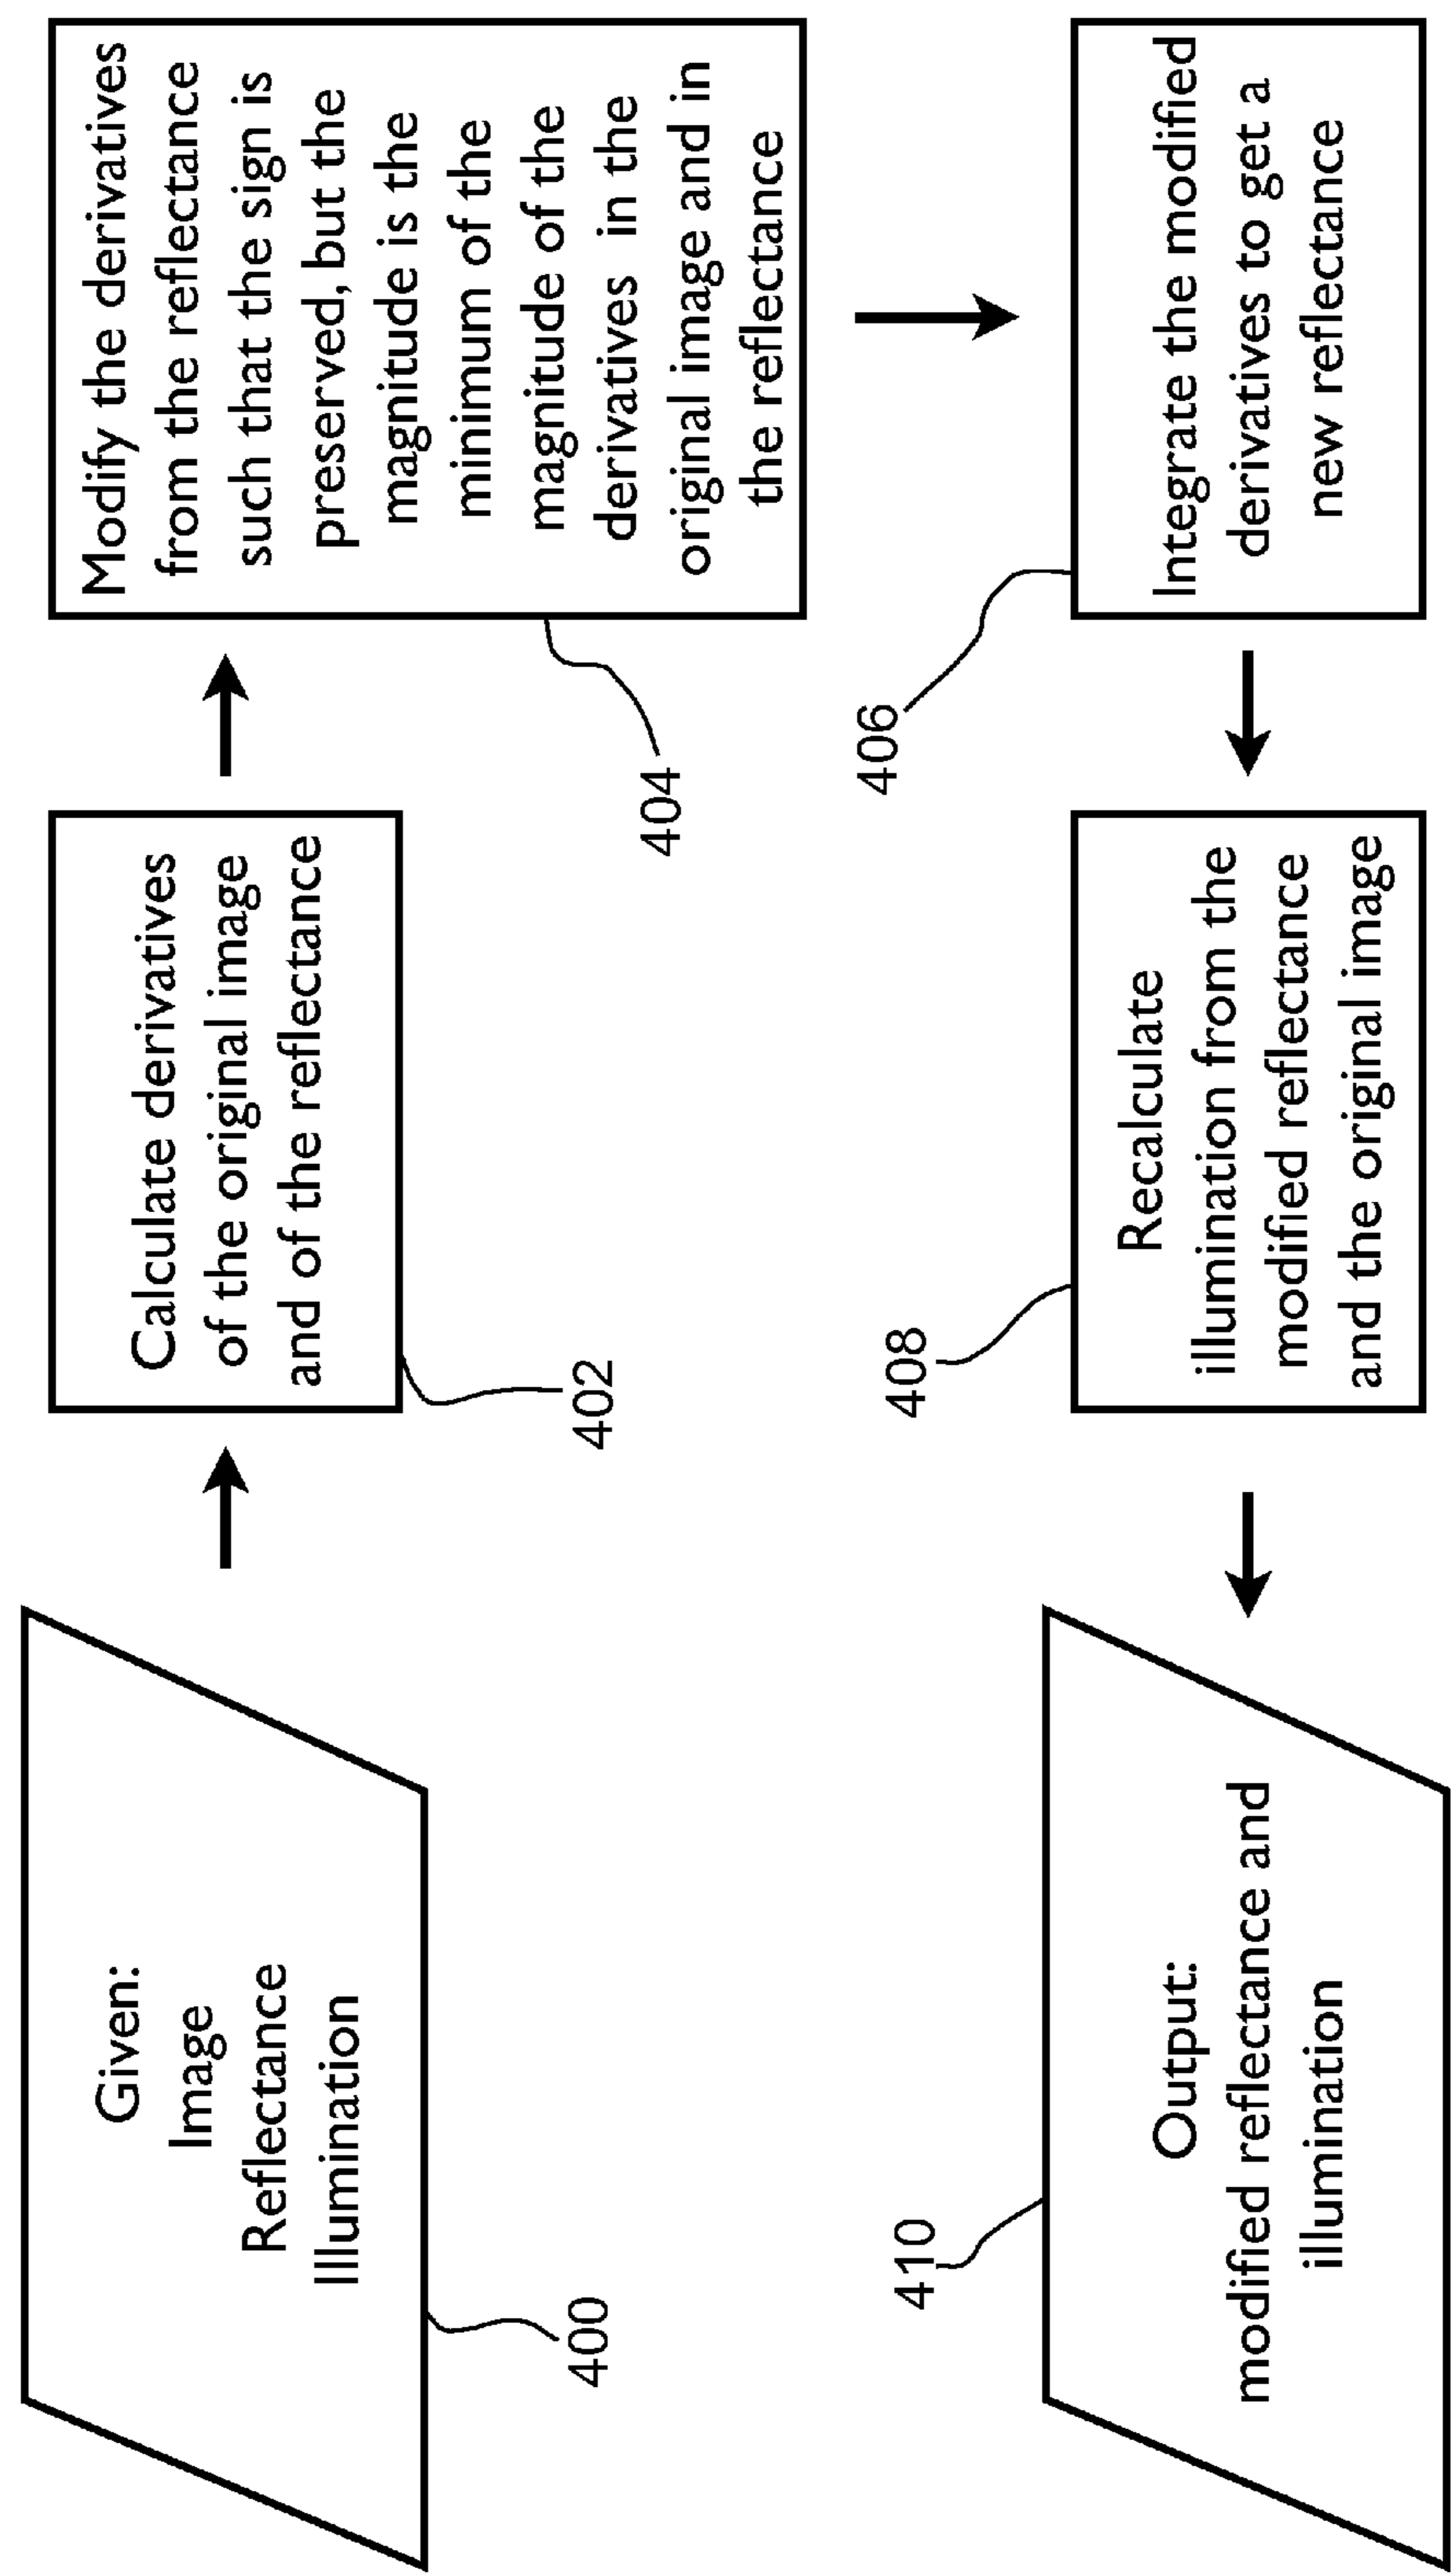 Given:
Image
Reflectance
Illumination
400
Calculate derivatives
of the original image
and of the reflectance
402
Modify the derivatives
from the reflectance
such that the sign is
preserved, but the
magnitude is the
minimum of the
magnitude of the
derivatives in the
original image and in
the reflectance
404
Integrate the modified
derivatives to get a
new reflectance
406
Recalculate
illumination from the
modified reflectance
and the original image
408
Output:
modified reflectance and
illumination
410